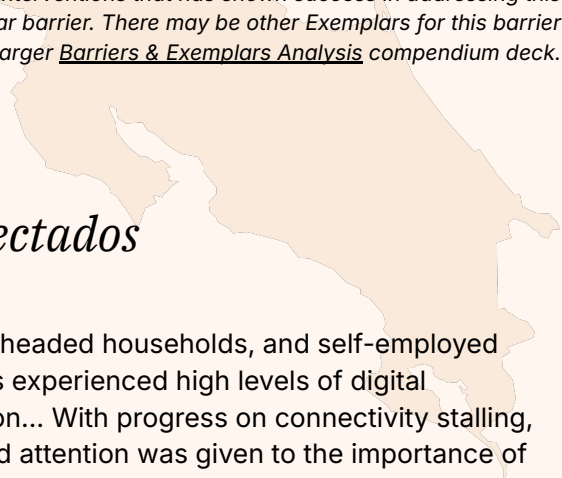 ar barrier. There may be other Exemplars for this barrier
arger Barriers & Exemplars Analysis compendium deck.
ectados
headed households, and self-employed
s experienced high levels of digital
on... With progress on connectivity stalling,
d attention was given to the importance of